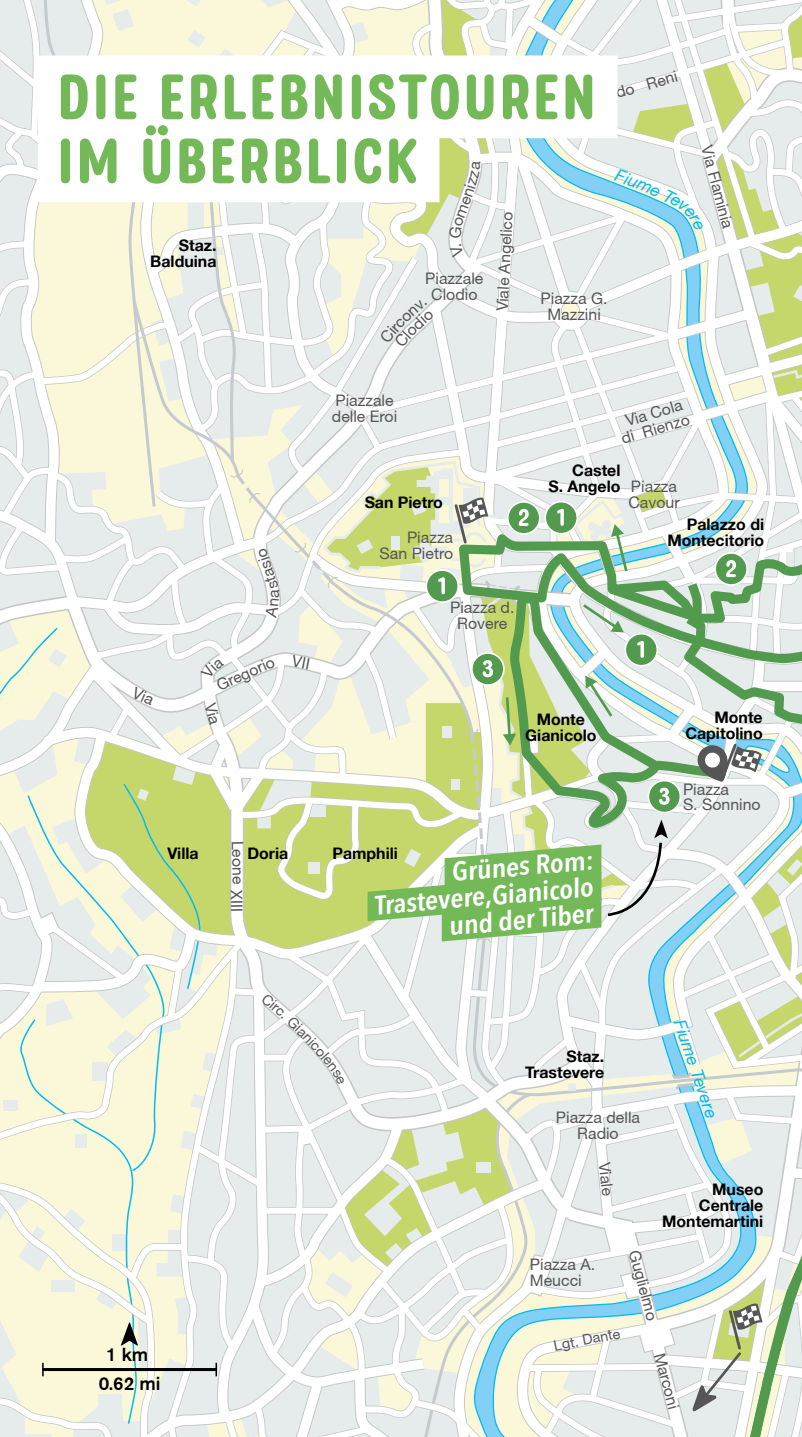 DIE ERLEBNISTOUREN
IM ÜBERBLICK
do Reni
Via Flaminia
Fiume Tevere
V. Gomenizza
Viale Angelico
Staz.
Balduina
Piazzale
Clodio
Piazza G.
Mazzini
Circonv.
Clodio
Piazzale
delle Eroi
Via Cola
di Rienzo
Castel
S. Angelo
Piazza
Cavour
San Pietro
2
1
Palazzo di
Montecitorio
Piazza
San Pietro
2
Anastasio
1
Piazza d.
Rovere
1
3
Via
Gregorio
VII
Via
Via
Monte
Gianicolo
Monte
Capitolino
3
Piazza
S. Sonnino
Villa
Leone XIII
Doria
Pamphili
Grünes Rom:
Trastevere, Gianicolo
und der Tiber
Circ. Gianicolense
Fiume Tevere
Staz.
Trastevere
Piazza della
Radio
Viale
Museo
Centrale
Montemartini
Guglielmo
Piazza A.
Meucci
Lgt. Dante
Marconi
1 km
0.62 mi